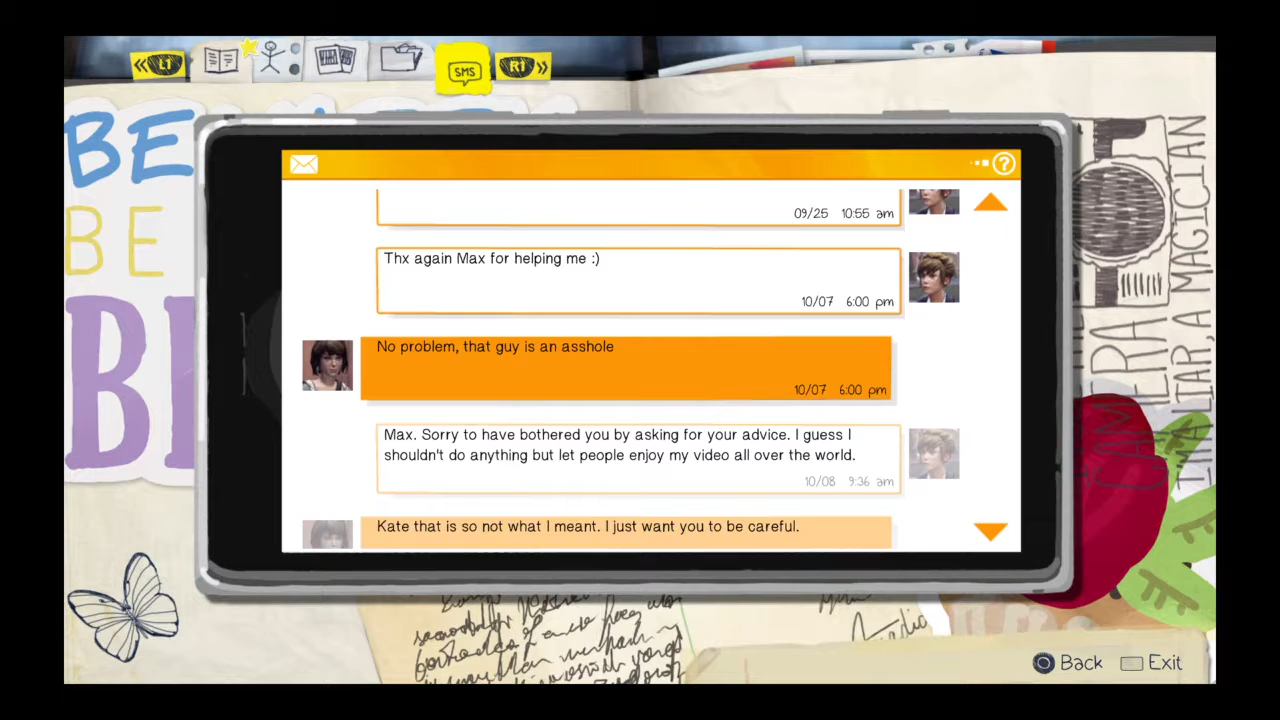 L1
SMS
R1
BE
BE
09/25 10:55 am
Thx again Max for helping me :)
10/07 6:00 pm
No problem, that guy is an asshole
10/07 6:00 pm
Max. Sorry to have bothered you by asking for your advice. I guess I
shouldn't do anything but let people enjoy my video all over the world.
10/08 9:36 am
Kate that is so not what I meant. I just want you to be careful.
CAMERA
MAGICIAN
Back
Exit